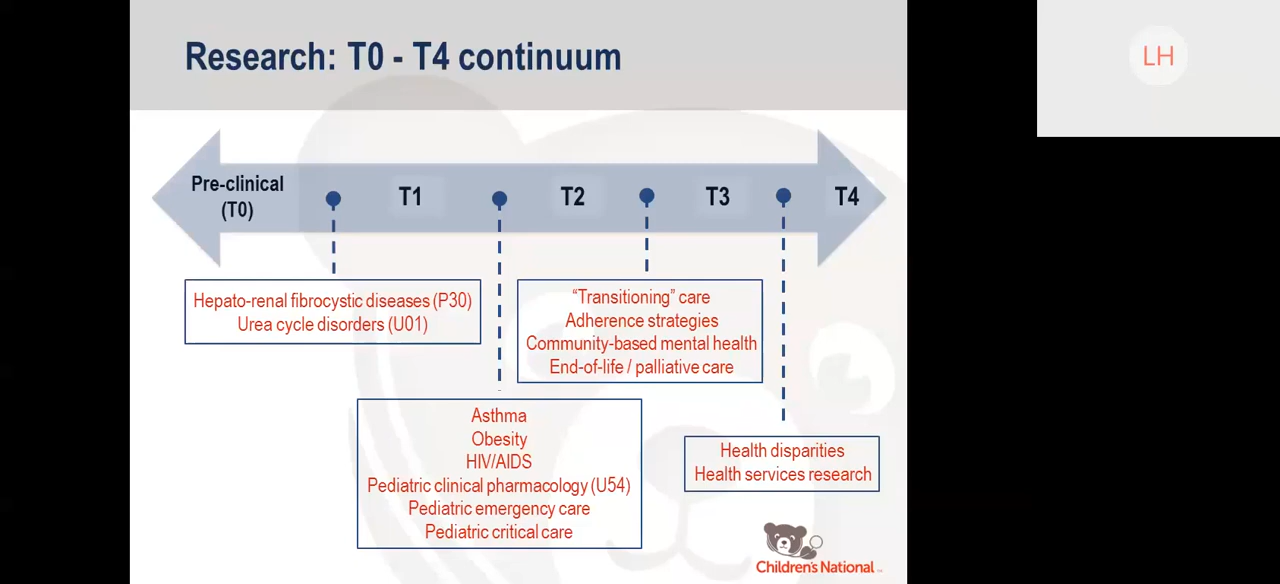 Research: T0 - T4 continuum
LH
Pre-clinical
(T0)
T1
T2
T3
T4
Hepato-renal fibrocystic diseases (P30)
Urea cycle disorders (U01)
“Transitioning” care
Adherence strategies
Community-based mental health
End-of-life / palliative care
Asthma
Obesity
HIV/AIDS
Pediatric clinical pharmacology (U54)
Pediatric emergency care
Pediatric critical care
Health disparities
Health services research
Children's National